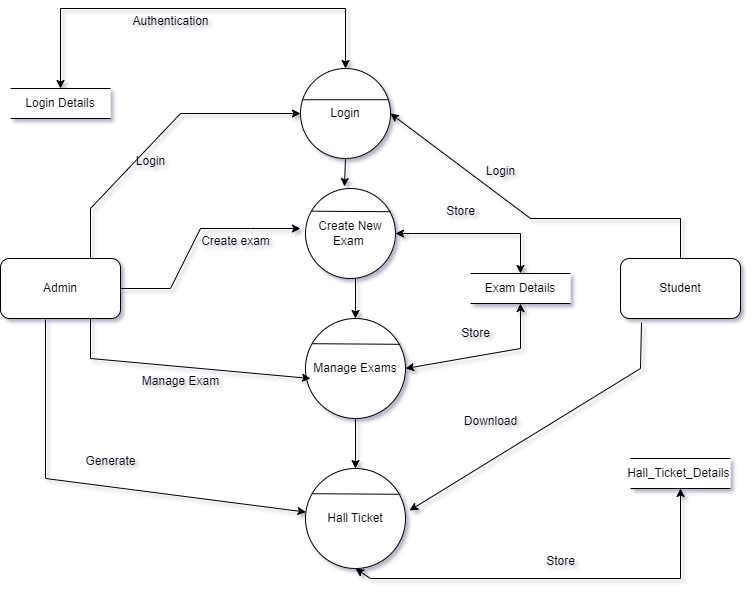 Authentication
Login Details
Login
Login
Login
Store
Create New
Exam
Create exam
Admin
Exam Details
Student
Store
Manage Exams
Manage Exam
Download
Generate
Hall_Ticket_Details
Hall Ticket
Store